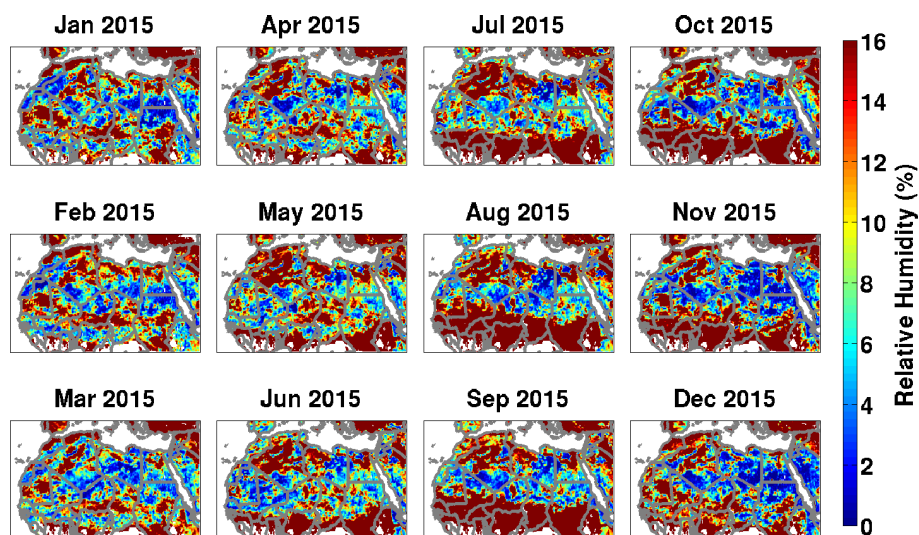 Jan 2015
Apr 2015
Jul 2015
Oct 2015
Feb 2015
May 2015
Aug 2015
Nov 2015
Mar 2015
Jun 2015
Sep 2015
Dec 2015
16
14
12
10
8
6
4
2
0
Relative Humidity (%)